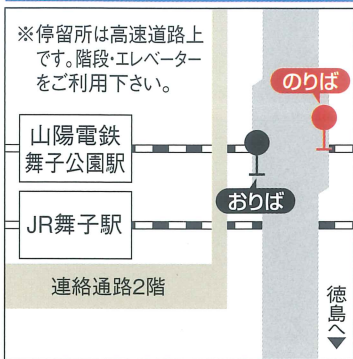 ※停留所は高速道路上
です。階段・エレベーター
をご利用下さい。
のりば
山陽電鉄
舞子公園駅
おりば
JR舞子駅
連絡通路2階
徳島へ▼